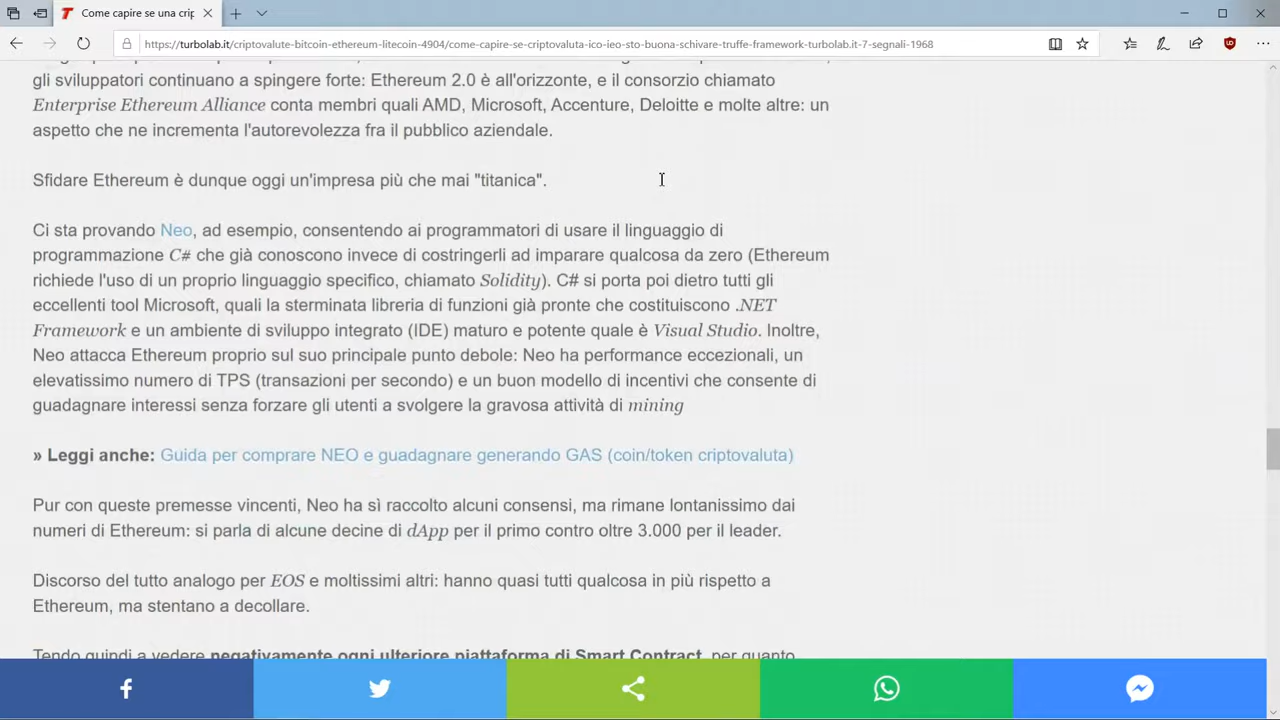 Come capire se una crip
https://turbolab.it/criptovalute-bitcoin-ethereum-litecoin-4904/come-capire-se-criptovaluta-ico-ieo-sto-buona-schivare-truffe-framework-turbolab.it-7-segnali-1968
gli sviluppatori continuano a spingere forte: Ethereum 2.0 è all'orizzonte, e il consorzio chiamato
Enterprise Ethereum Alliance conta membri quali AMD, Microsoft, Accenture, Deloitte e molte altre: un
aspetto che ne incrementa l'autorevolezza fra il pubblico aziendale.
Sfidare Ethereum è dunque oggi un'impresa più che mai "titanica".
Ci sta provando Neo, ad esempio, consentendo ai programmatori di usare il linguaggio di
programmazione C# che già conoscono invece di costringerli ad imparare qualcosa da zero (Ethereum
richiede l'uso di un proprio linguaggio specifico, chiamato Solidity). C# si porta poi dietro tutti gli
eccellenti tool Microsoft, quali la sterminata libreria di funzioni già pronte che costituiscono .NET
Framework e un ambiente di sviluppo integrato (IDE) maturo e potente quale è Visual Studio. Inoltre,
Neo attacca Ethereum proprio sul suo principale punto debole: Neo ha performance eccezionali, un
elevatissimo numero di TPS (transazioni per secondo) e un buon modello di incentivi che consente di
guadagnare interessi senza forzare gli utenti a svolgere la gravosa attività di mining
» Leggi anche: Guida per comprare NEO e guadagnare generando GAS (coin/token criptovaluta)
Pur con queste premesse vincenti, Neo ha sì raccolto alcuni consensi, ma rimane lontanissimo dai
numeri di Ethereum: si parla di alcune decine di dApp per il primo contro oltre 3.000 per il leader.
Discorso del tutto analogo per EOS e moltissimi altri: hanno quasi tutti qualcosa in più rispetto a
Ethereum, ma stentano a decollare.
Tendo quindi a vedere negativamente ogni ulteriore piattaforma di Smart Contract, per quanto